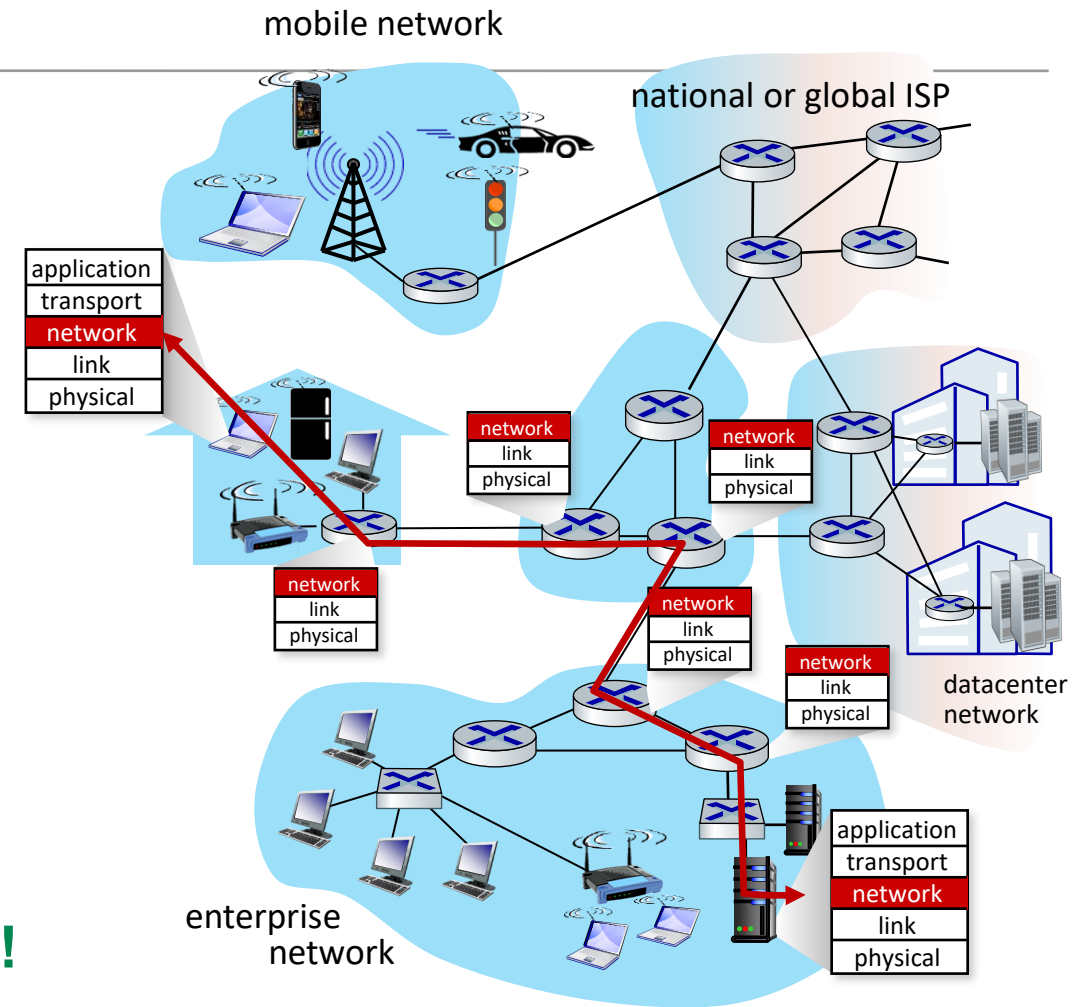 mobile network
national or global ISP
application
transport
network
link
physical
network
link
physical
network
link
physical
network
link
physical
network
link
physical
network
link
physical
datacenter
network
application
transport
network
link
physical
enterprise
network
!